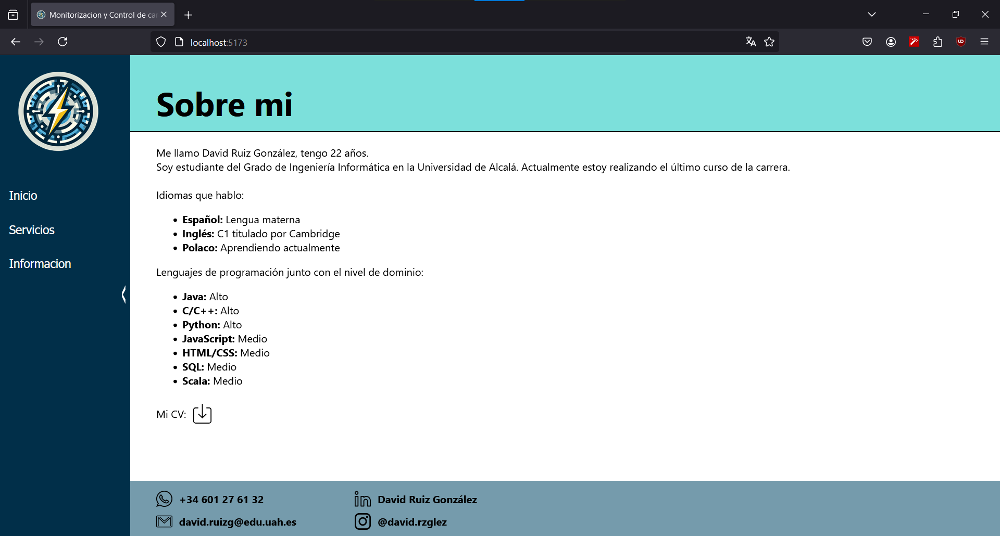 Monitorizacion y Control de car
localhost:5173
Inicio
Servicios
Informacion
Sobre mi
Me llamo David Ruiz González, tengo 22 años.
Soy estudiante del Grado de Ingeniería Informática en la Universidad de Alcalá. Actualmente estoy realizando el último curso de la carrera.
Idiomas que hablo:
• Español: Lengua materna
• Inglés: C1 titulado por Cambridge
• Polaco: Aprendiendo actualmente
Lenguajes de programación junto con el nivel de dominio:
• Java: Alto
• C/C++: Alto
• Python: Alto
• JavaScript: Medio
• HTML/CSS: Medio
• SQL: Medio
• Scala: Medio
Mi CV:
+34 601 27 61 32
David Ruiz González
david.ruizg@edu.uah.es
@david.rzglez